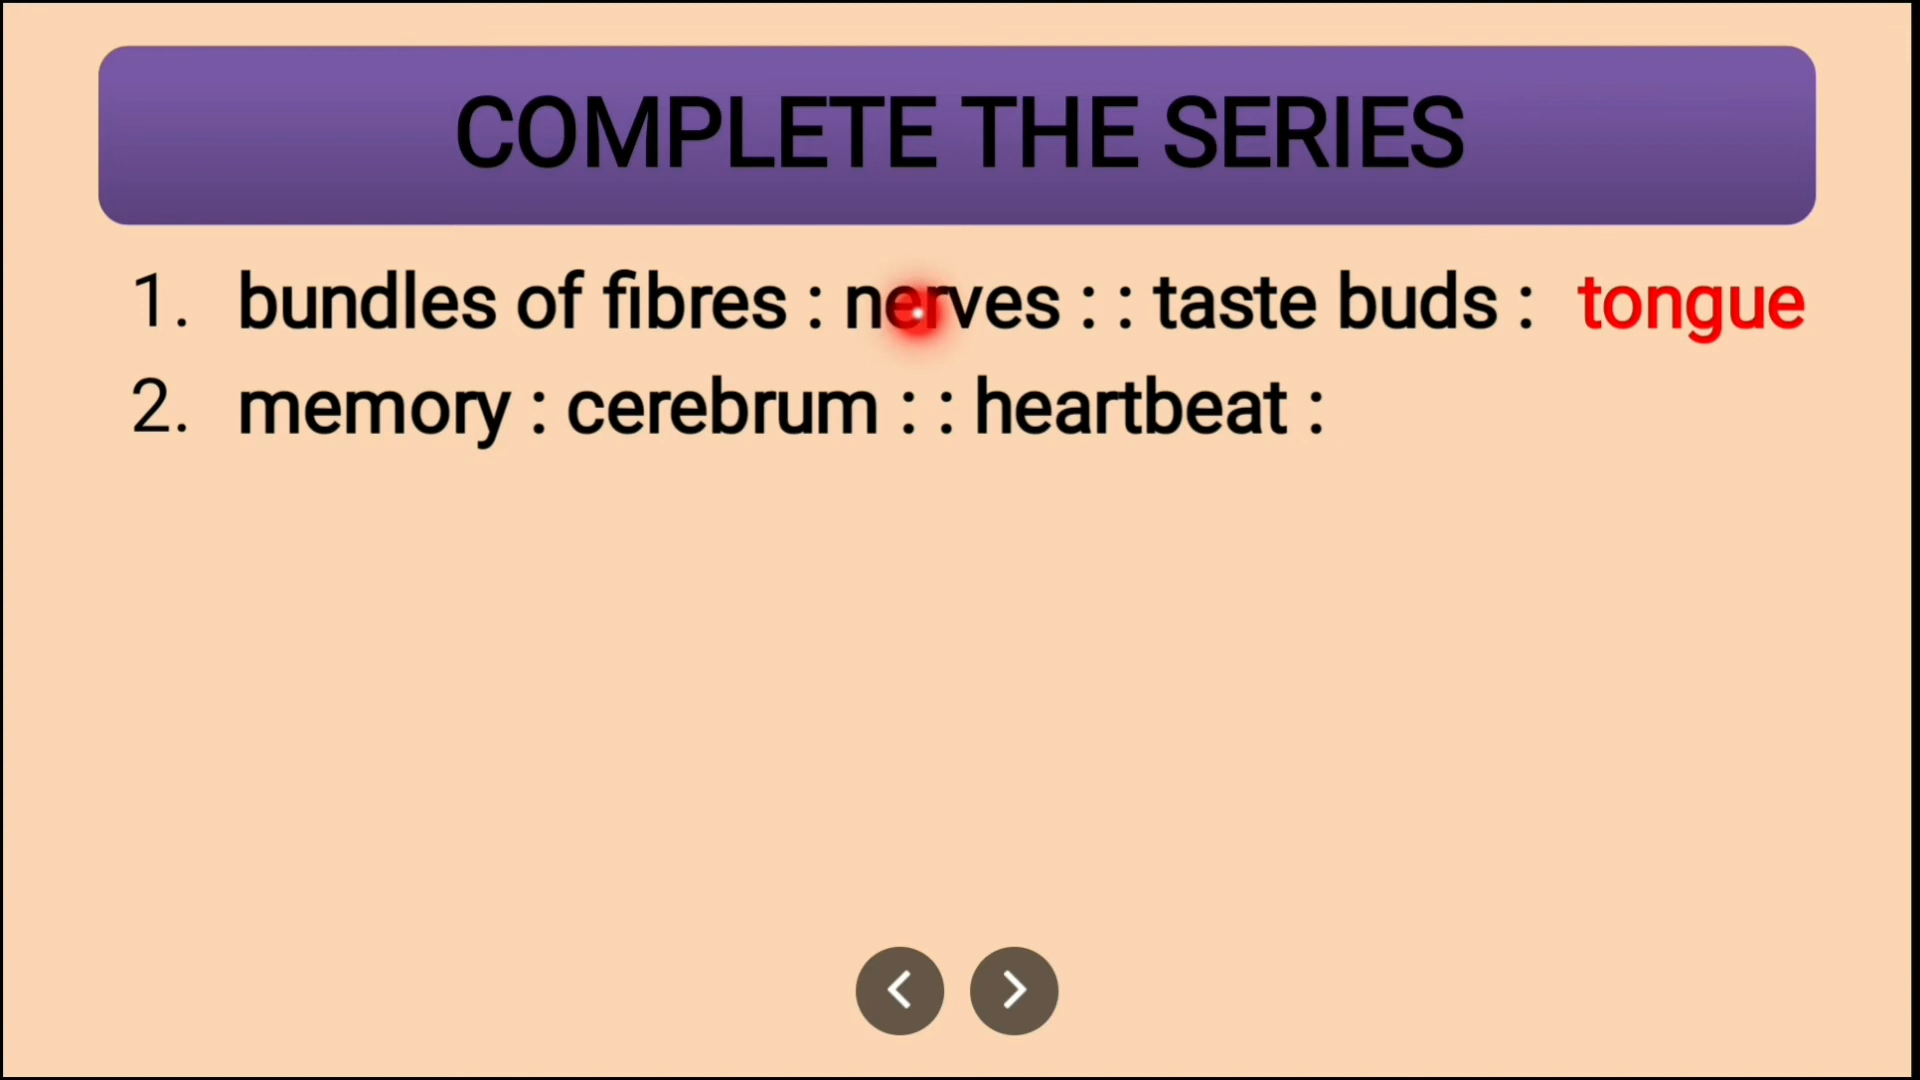 COMPLETE THE SERIES
1. bundles of fibres : nerves : : taste buds : tongue
2. memory : cerebrum : : heartbeat :